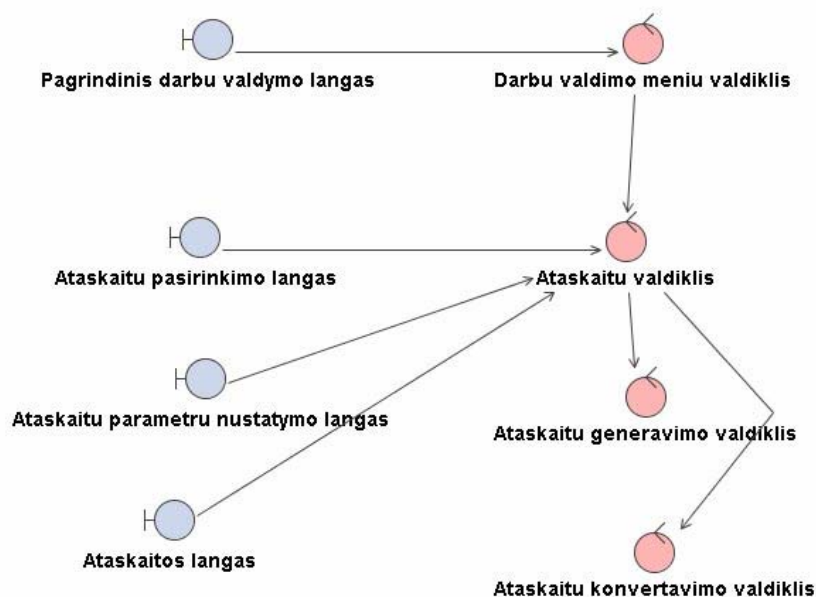 Pagrindinis darbu valdymo langas
Darbu valdimo meniu valdiklis
Ataskaitu pasirinkimo langas
Ataskaitu valdiklis
Ataskaitu parametru nustatymo langas
Ataskaitu generavimo valdiklis
Ataskaitos langas
Ataskaitu konvertavimo valdiklis